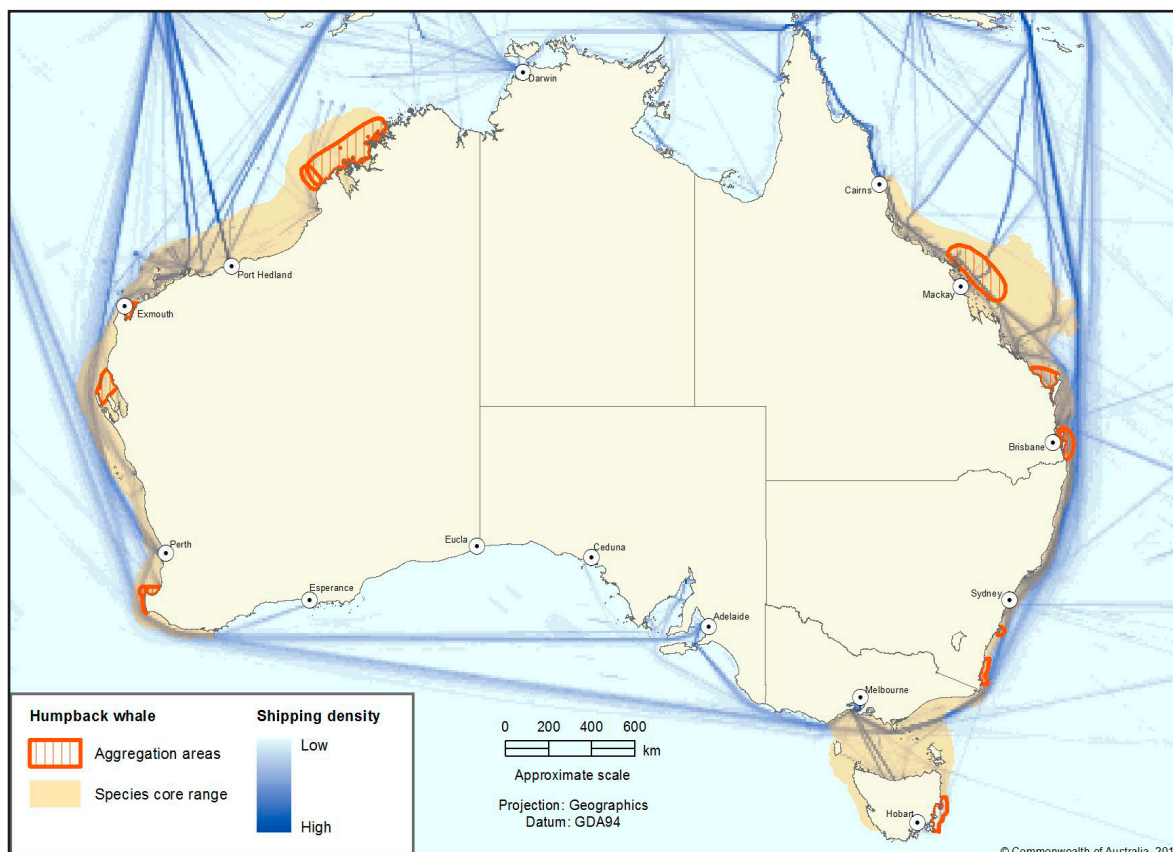 Darwin
Cairns
Port Hedland
Mackay
Exmouth
Brisbane
Eucla
Perth
Ceduna
Esperance
Sydney
Adelaide
Melbourne
Hobart
Humpback whale
Aggregation areas
Species core range
Shipping density
Low
High
0 200 400 600
km
Approximate scale
Projection: Geographics
Datum: GDA94
© Commonwealth of Australia,